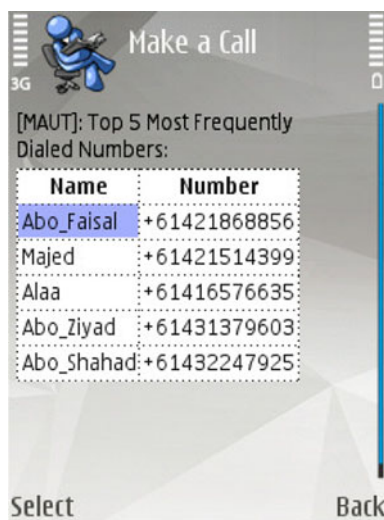 Make a Call
3G
[MAUT]: Top 5 Most Frequently
Dialed Numbers:
Name Number
Abo_Faisal +61421868856
Majed +61421514399
Alaa +61416576635
Abo_Ziyad +61431379603
Abo_Shahad +61432247925
Select Back